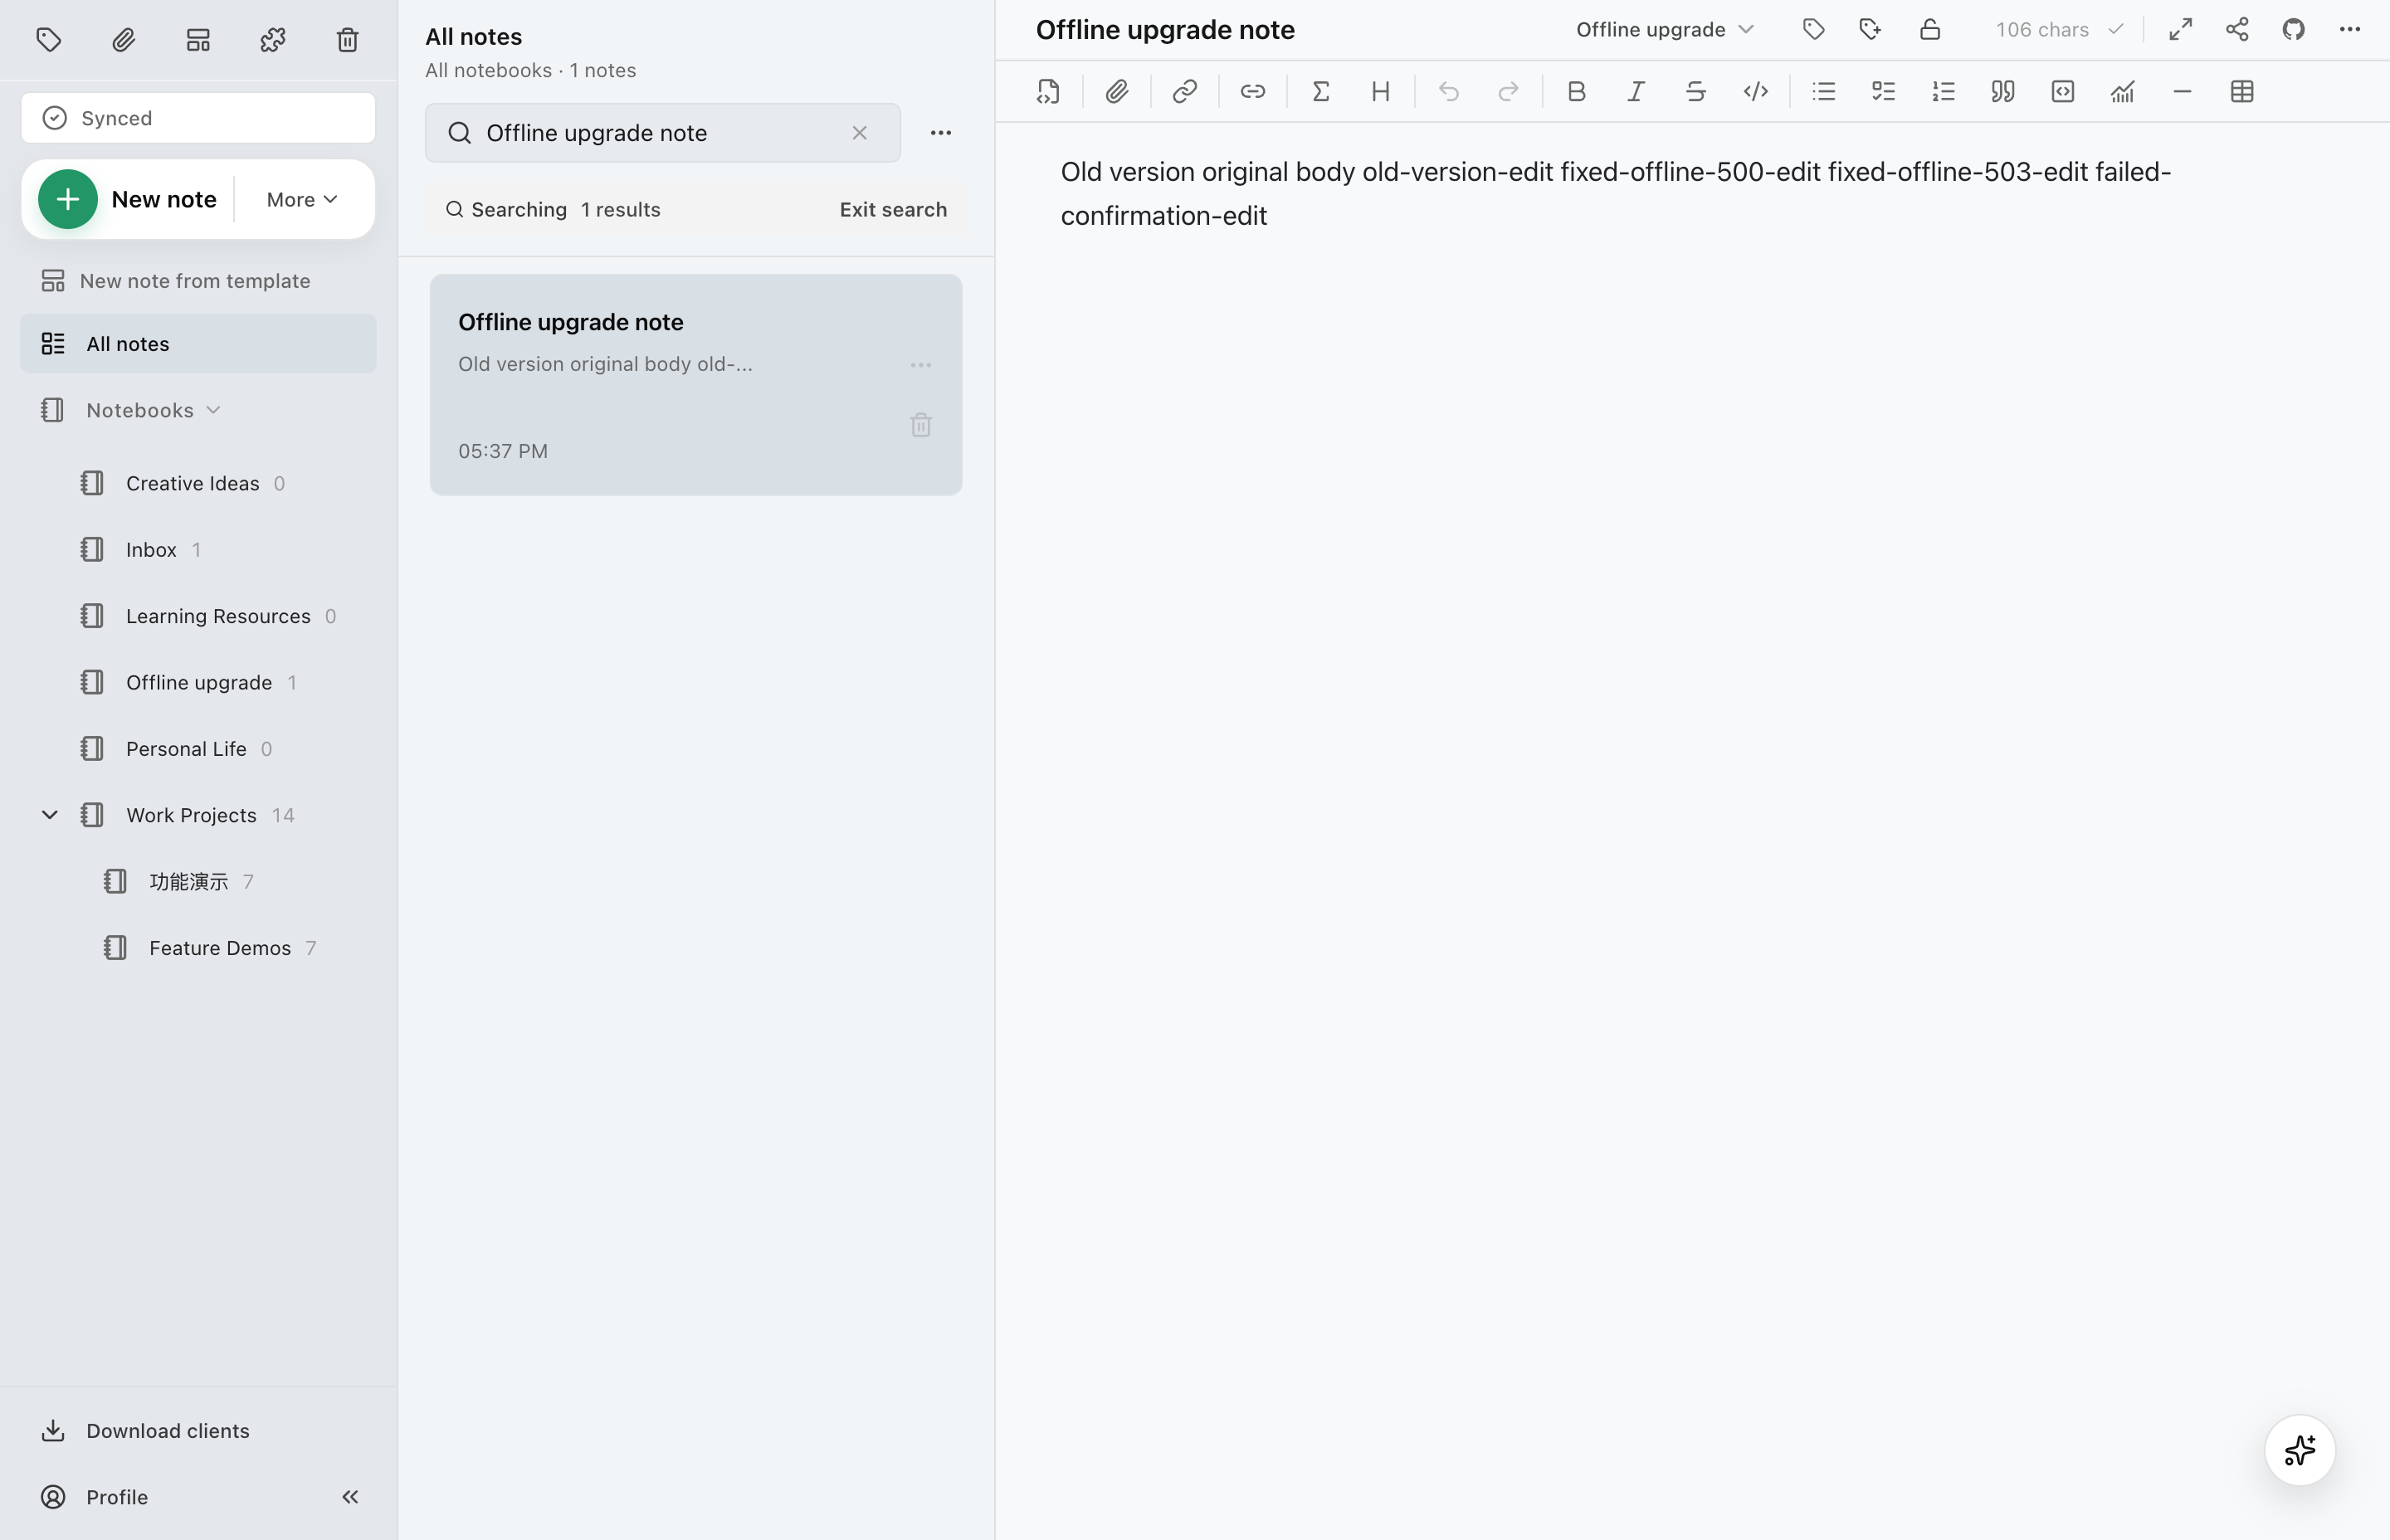 Synced
New note
More
New note from template
All notes
Notebooks
Creative Ideas 0
Inbox 1
Learning Resources 0
Offline upgrade 1
Personal Life 0
Work Projects 14
功能演示 7
Feature Demos 7
Download clients
Profile
All notes
All notebooks · 1 notes
Offline upgrade note
Searching 1 results
Exit search
Offline upgrade note
Old version original body old-...
05:37 PM
Offline upgrade note
Offline upgrade
106 chars
Old version original body old-version-edit fixed-offline-500-edit fixed-offline-503-edit failed-
confirmation-edit